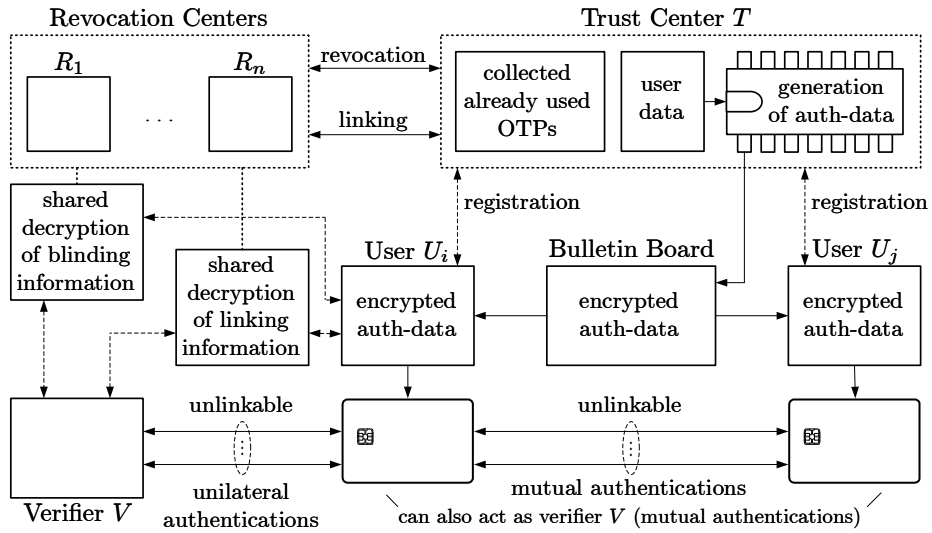 Revocation Centers
Trust Center T
R1
Rn
. . .
revocation
linking
collected
already used
OTPs
user
data
generation
of auth-data
shared
decryption
of blinding
information
registration
registration
shared
decryption
of linking
information
User Ui
Bulletin Board
User Uj
encrypted
auth-data
encrypted
auth-data
encrypted
auth-data
unlinkable
unlinkable
unilateral
authentications
mutual authentications
Verifier V
can also act as verifier V (mutual authentications)